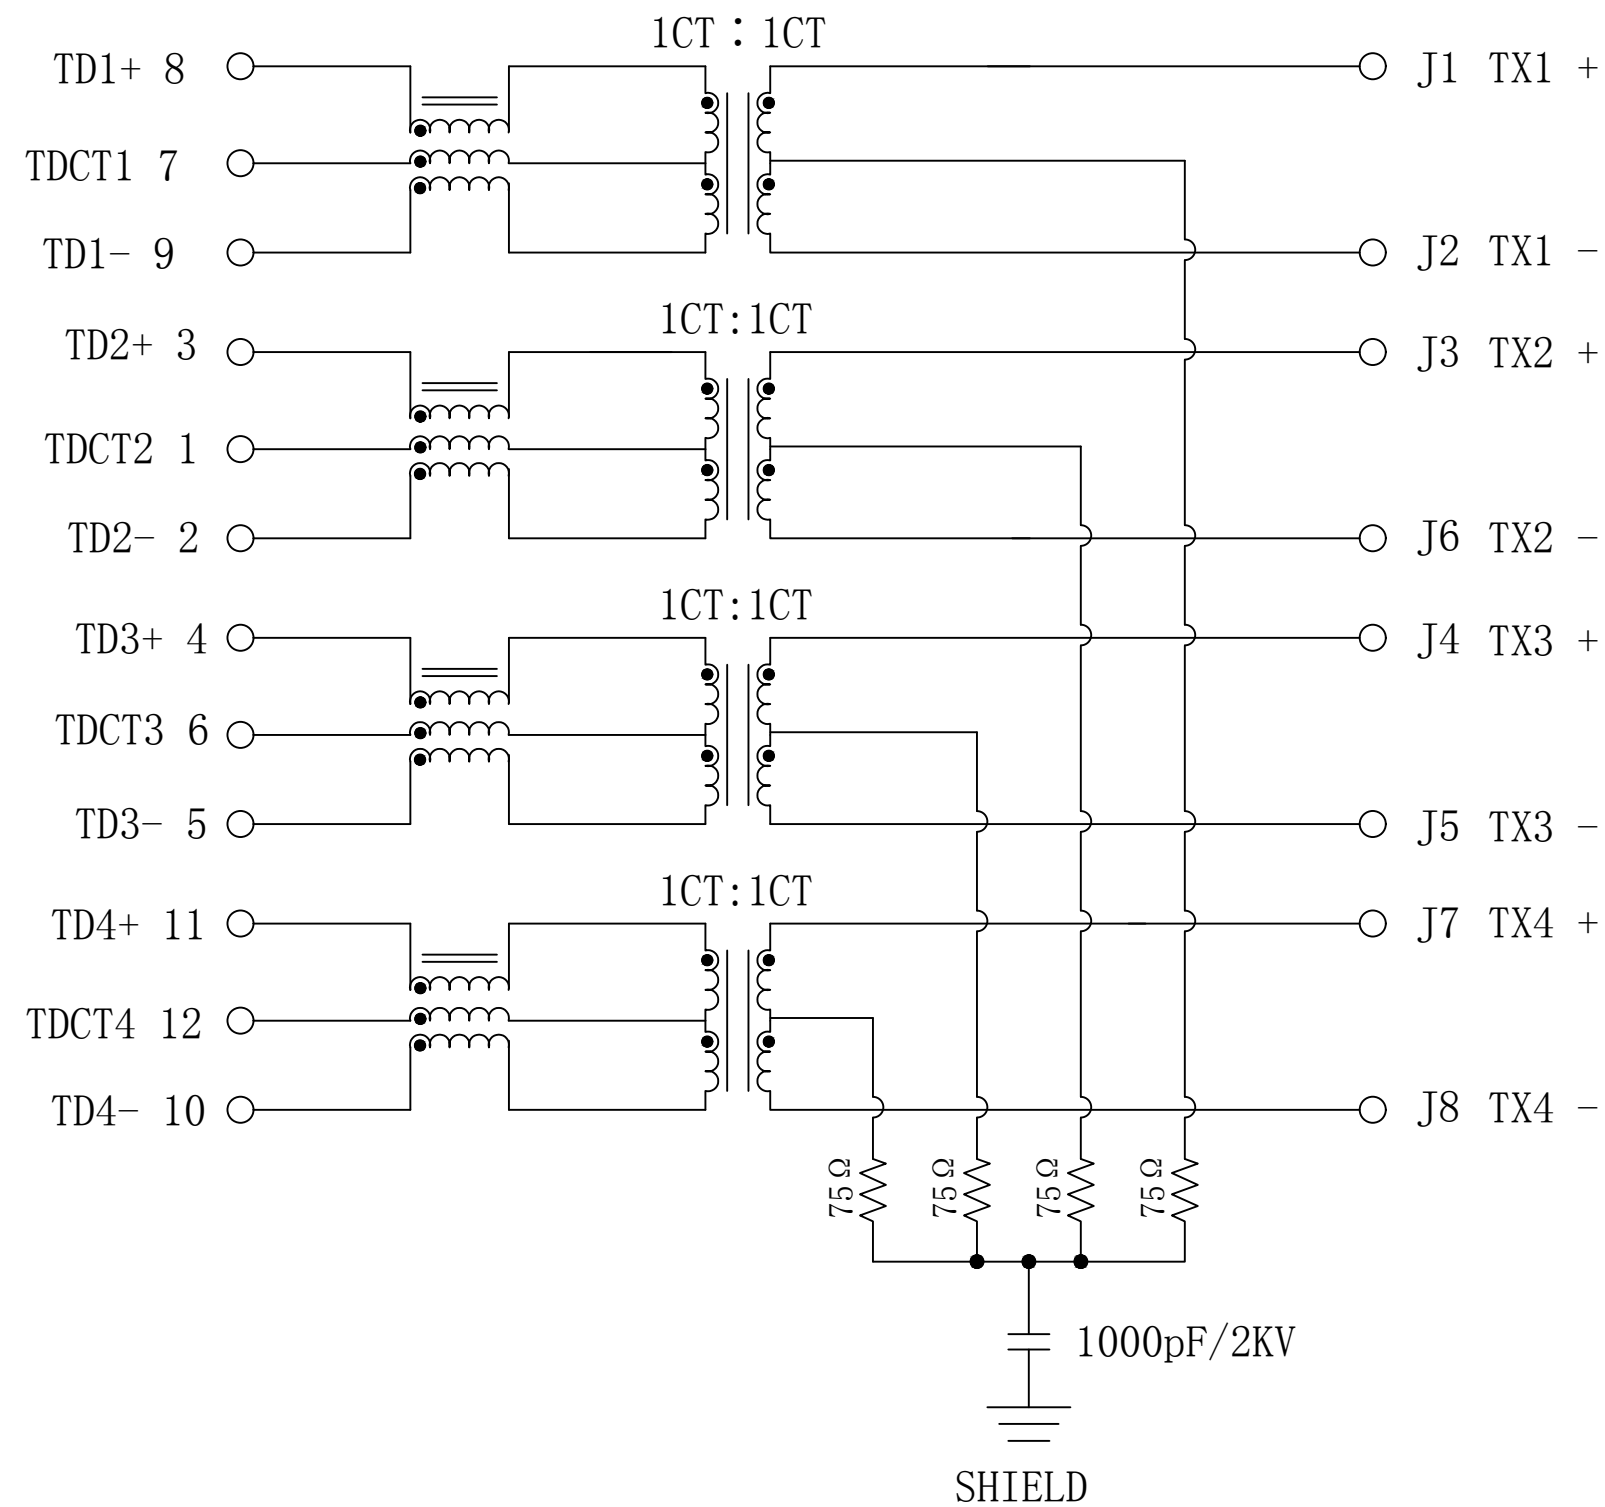 1CT : 1CT
TD1+ 8 J1 TX1 +
TDCT1 7
TD1- 9 J2 TX1 -
1CT:1CT
TD2+ 3 J3 TX2 +
TDCT2 1
TD2- 2 J6 TX2 -
1CT:1CT
TD3+ 4 J4 TX3 +
TDCT3 6
TD3- 5 J5 TX3 -
1CT:1CT
TD4+ 11 J7 TX4 +
TDCT4 12
TD4- 10 J8 TX4 -
75Ω 75Ω 75Ω 75Ω
1000pF/2KV
SHIELD